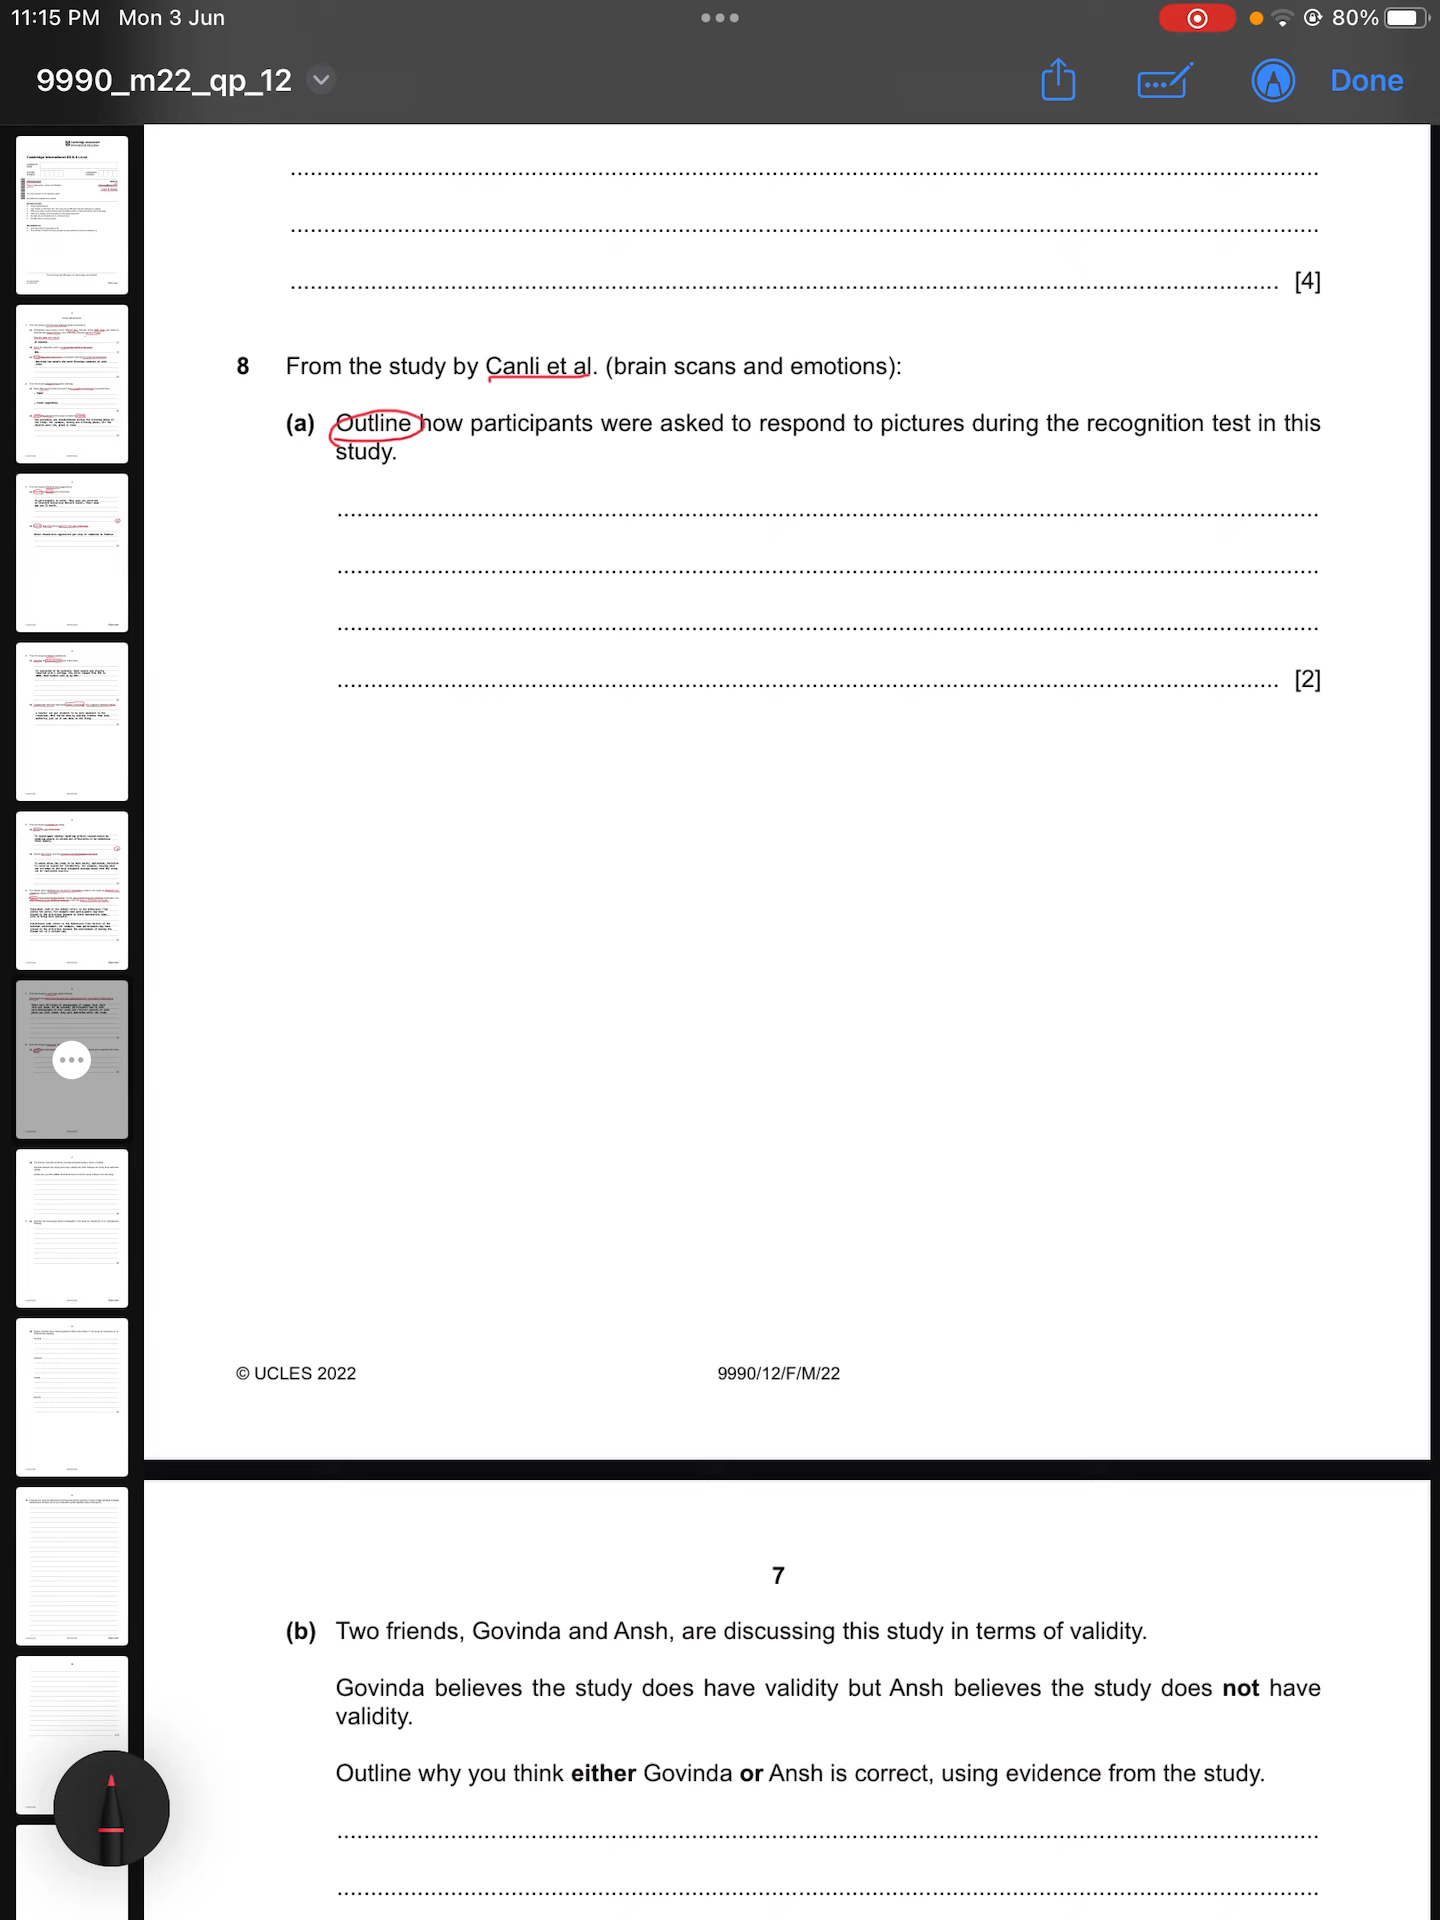 11:15 PM Mon 3 Jun
80%
9990_m22_qp_12
Done
[4]
8 From the study by Canli et al. (brain scans and emotions):
(a) Outline how participants were asked to respond to pictures during the recognition test in this
study.
[2]
© UCLES 2022
9990/12/F/M/22
7
(b) Two friends, Govinda and Ansh, are discussing this study in terms of validity.
Govinda believes the study does have validity but Ansh believes the study does not have
validity.
Outline why you think either Govinda or Ansh is correct, using evidence from the study.